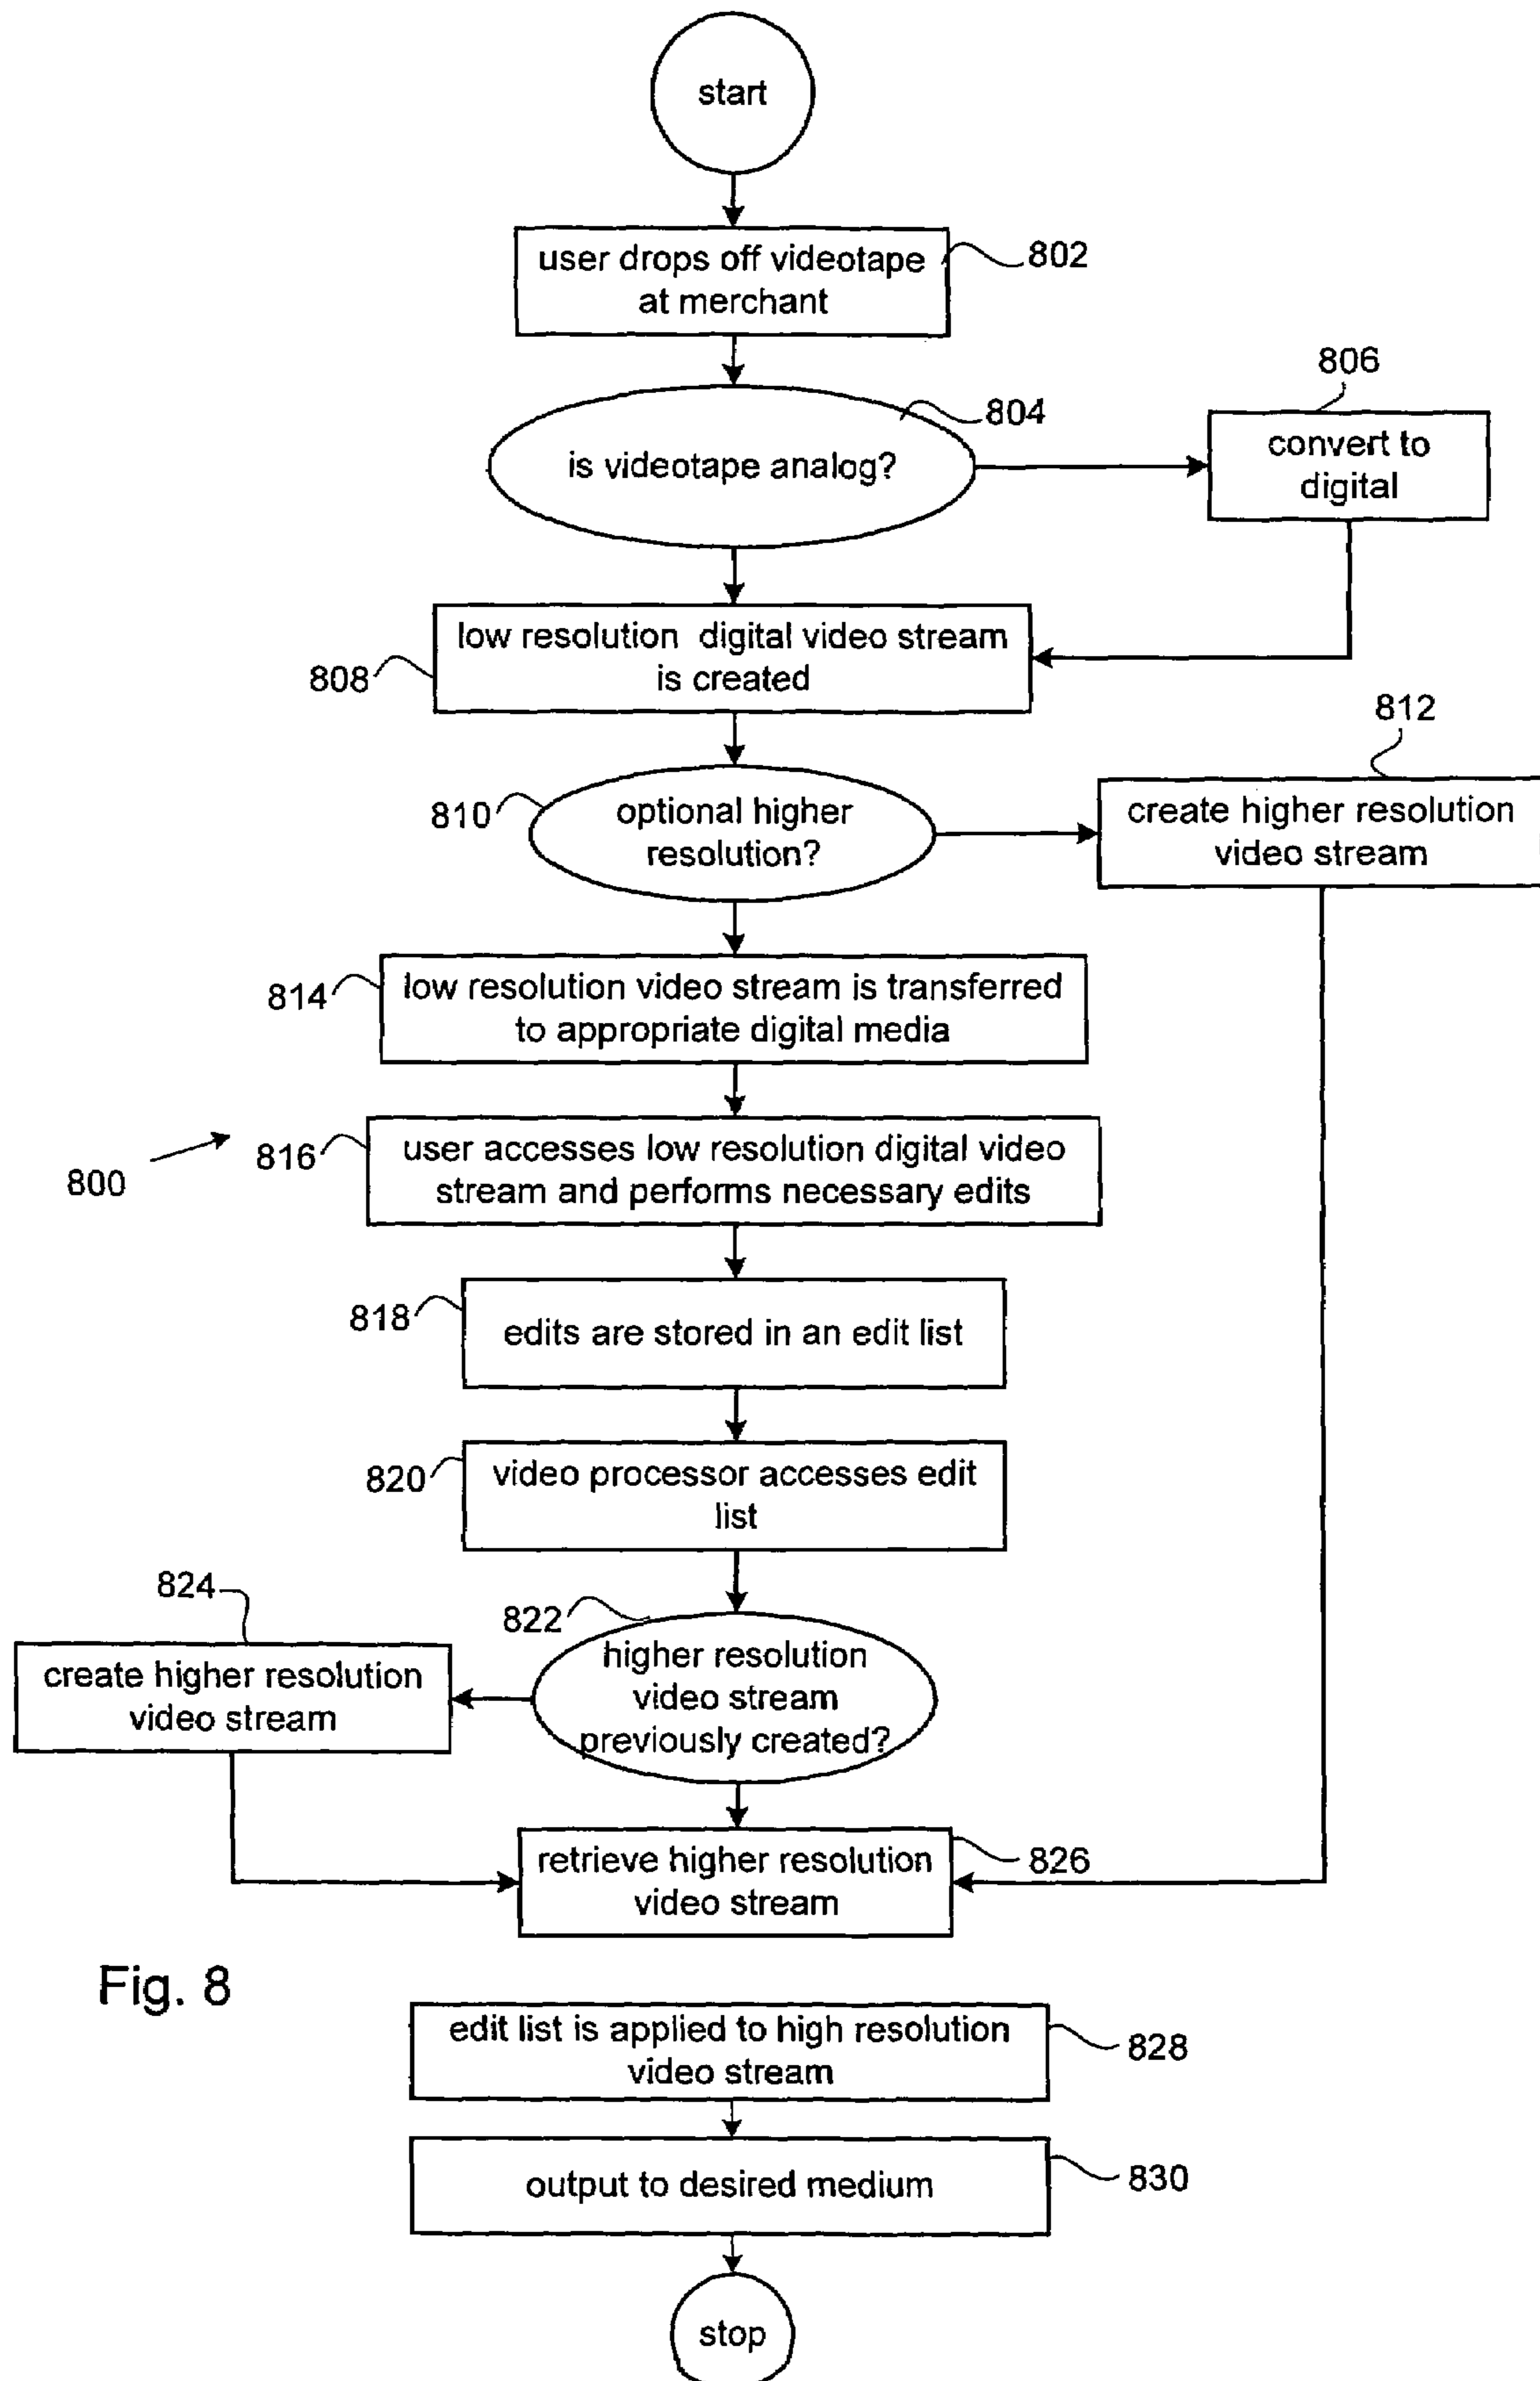 start
user drops off videotape
at merchant
802
804
is videotape analog?
806
convert to
digital
low resolution digital video stream
is created
808
812
810
optional higher
resolution?
create higher resolution
video stream
814
low resolution video stream is transferred
to appropriate digital media
800
816
user accesses low resolution digital video
stream and performs necessary edits
818
edits are stored in an edit list
820
video processor accesses edit
list
824
822
create higher resolution
video stream
higher resolution
video stream
previously created?
retrieve higher resolution
video stream
826
Fig. 8
edit list is applied to high resolution
video stream
828
output to desired medium
830
stop